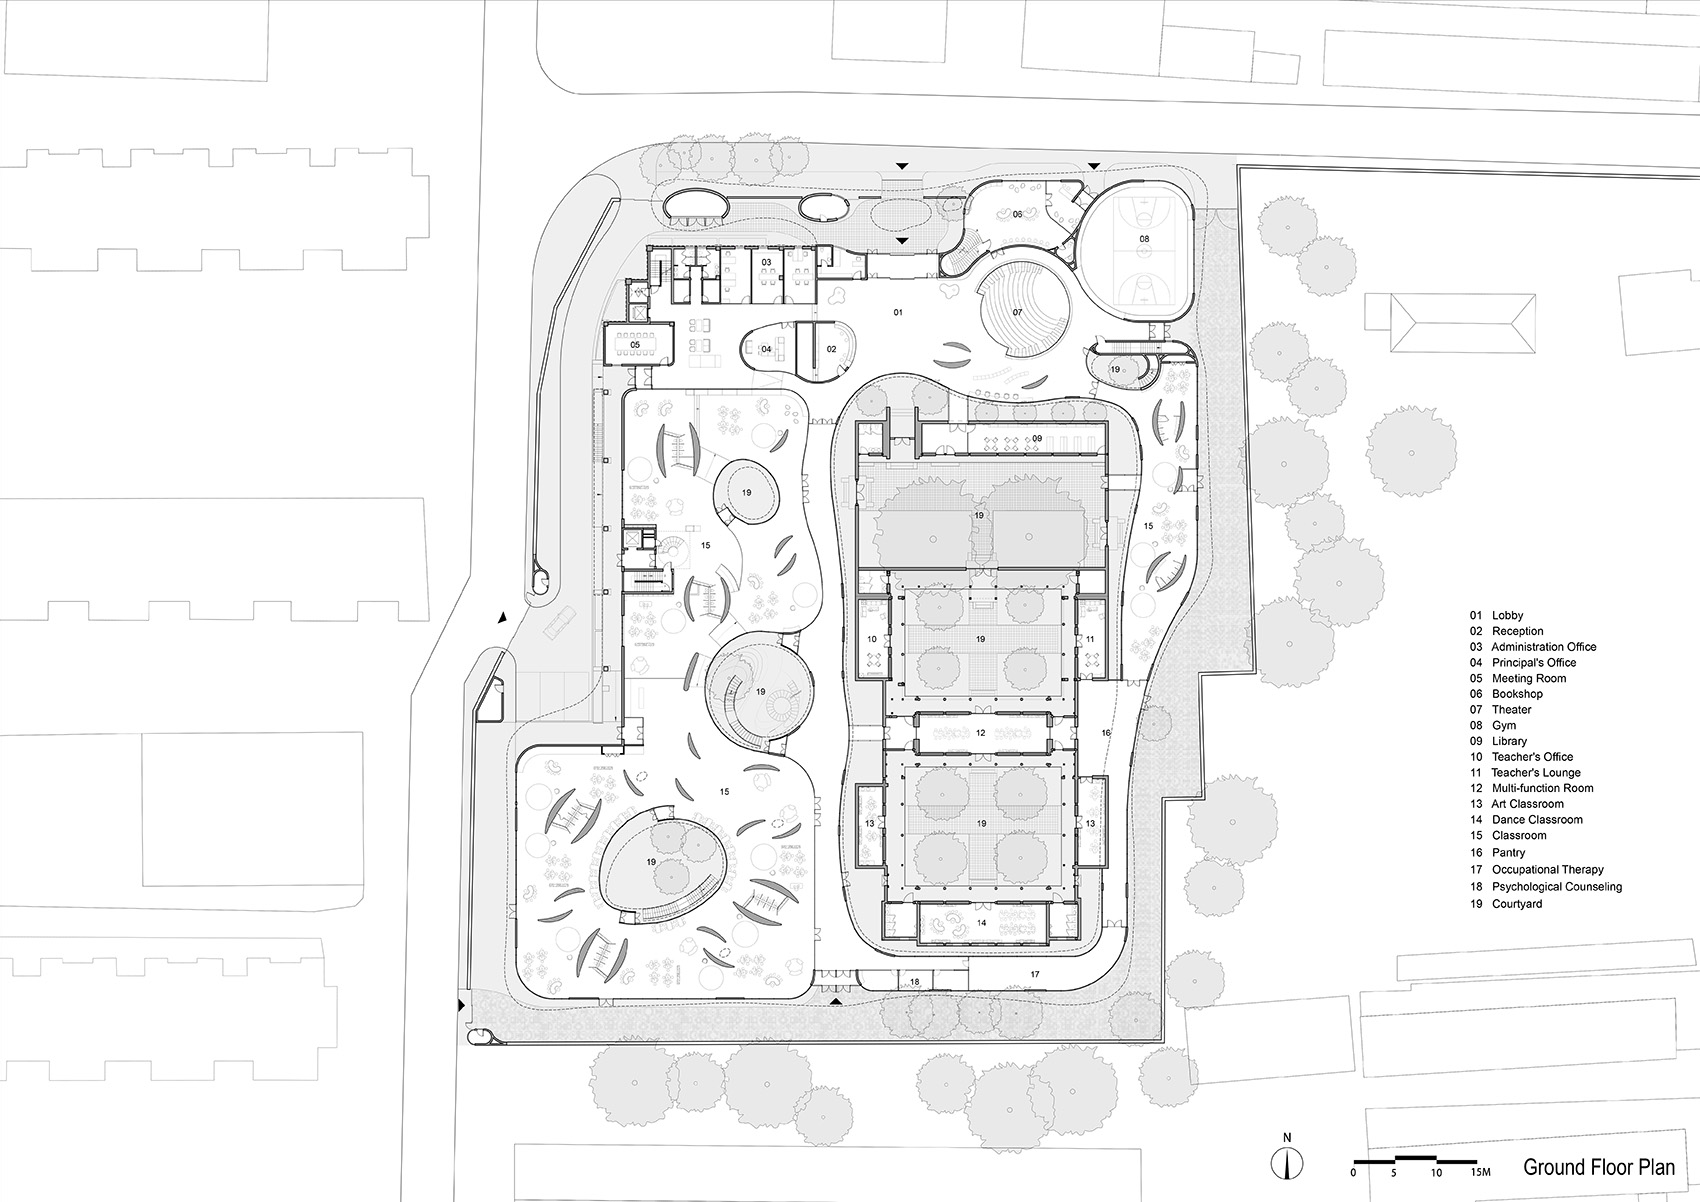 06
08
03
01
07
05
04
02
19
09
19
19
15
15
10
19
11
19
12
16
15
13
19
13
19
14
17
18
01 Lobby
02 Reception
03 Administration Office
04 Principal's Office
05 Meeting Room
06 Bookshop
07 Theater
08 Gym
09 Library
10 Teacher's Office
11 Teacher's Lounge
12 Multi-function Room
13 Art Classroom
14 Dance Classroom
15 Classroom
16 Pantry
17 Occupational Therapy
18 Psychological Counseling
19 Courtyard
N
0 5 10 15M
Ground Floor Plan